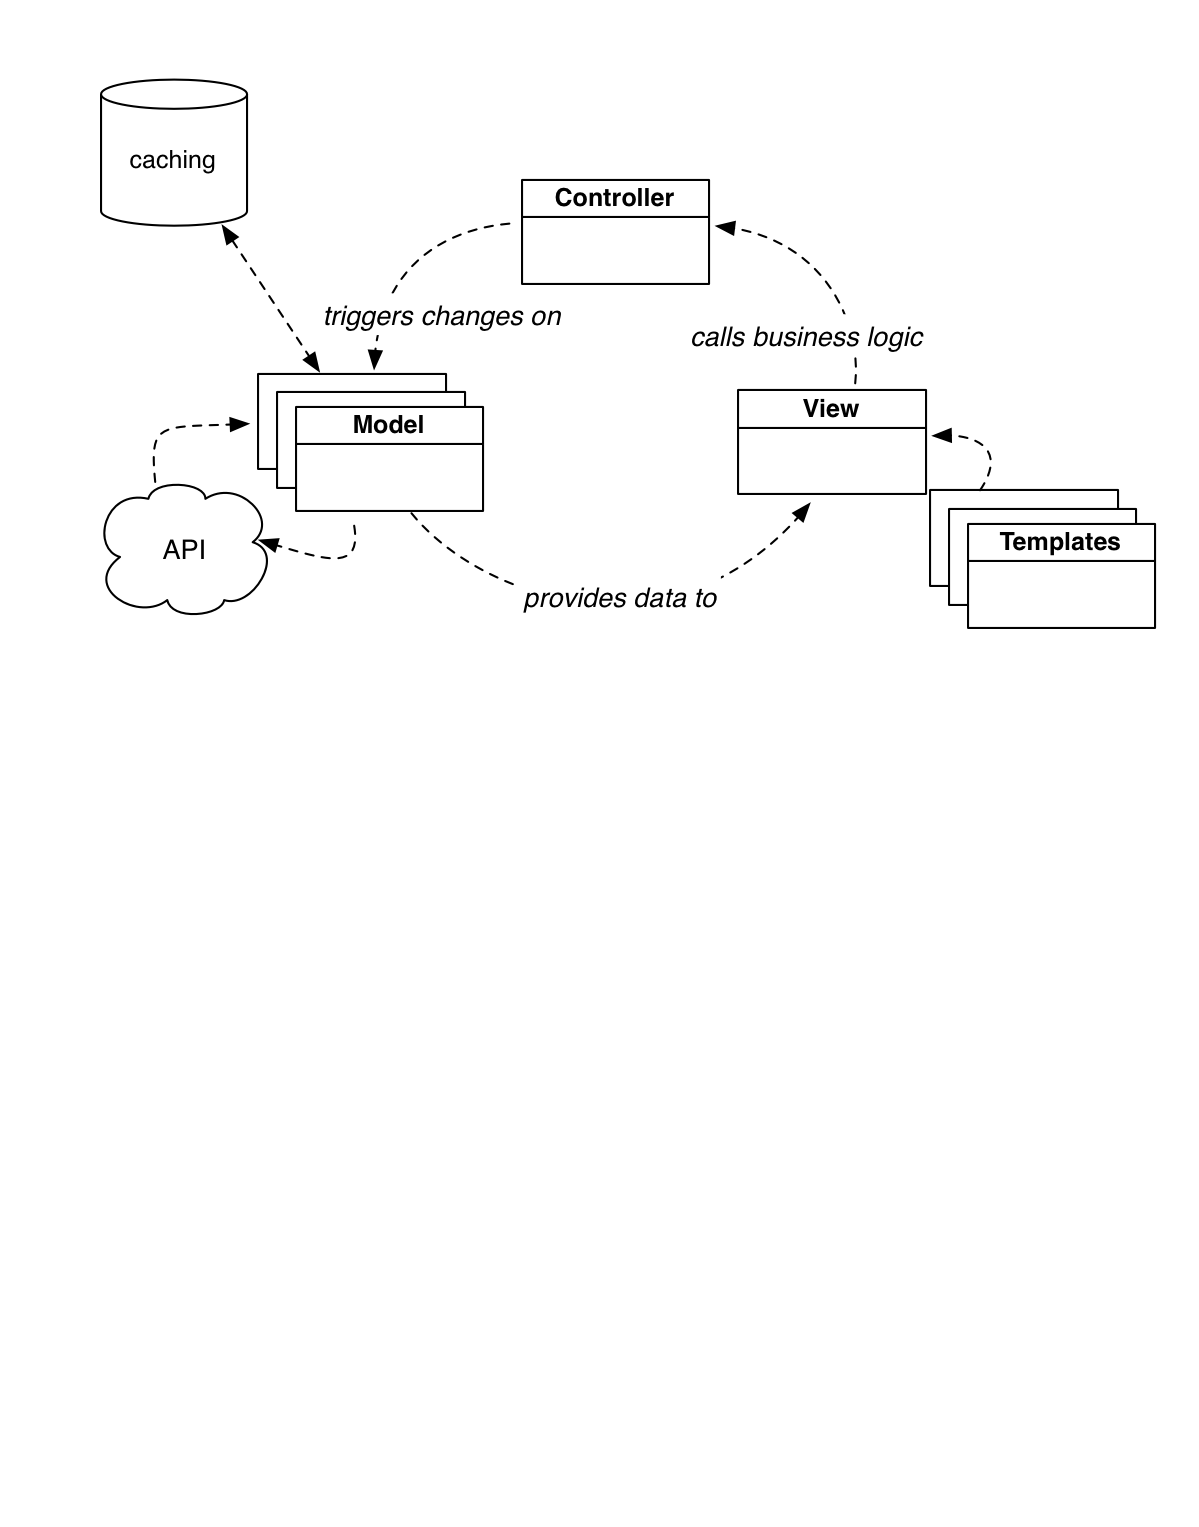 caching
Controller
triggers changes on
calls business logic
Model
View
API
Templates
provides data to